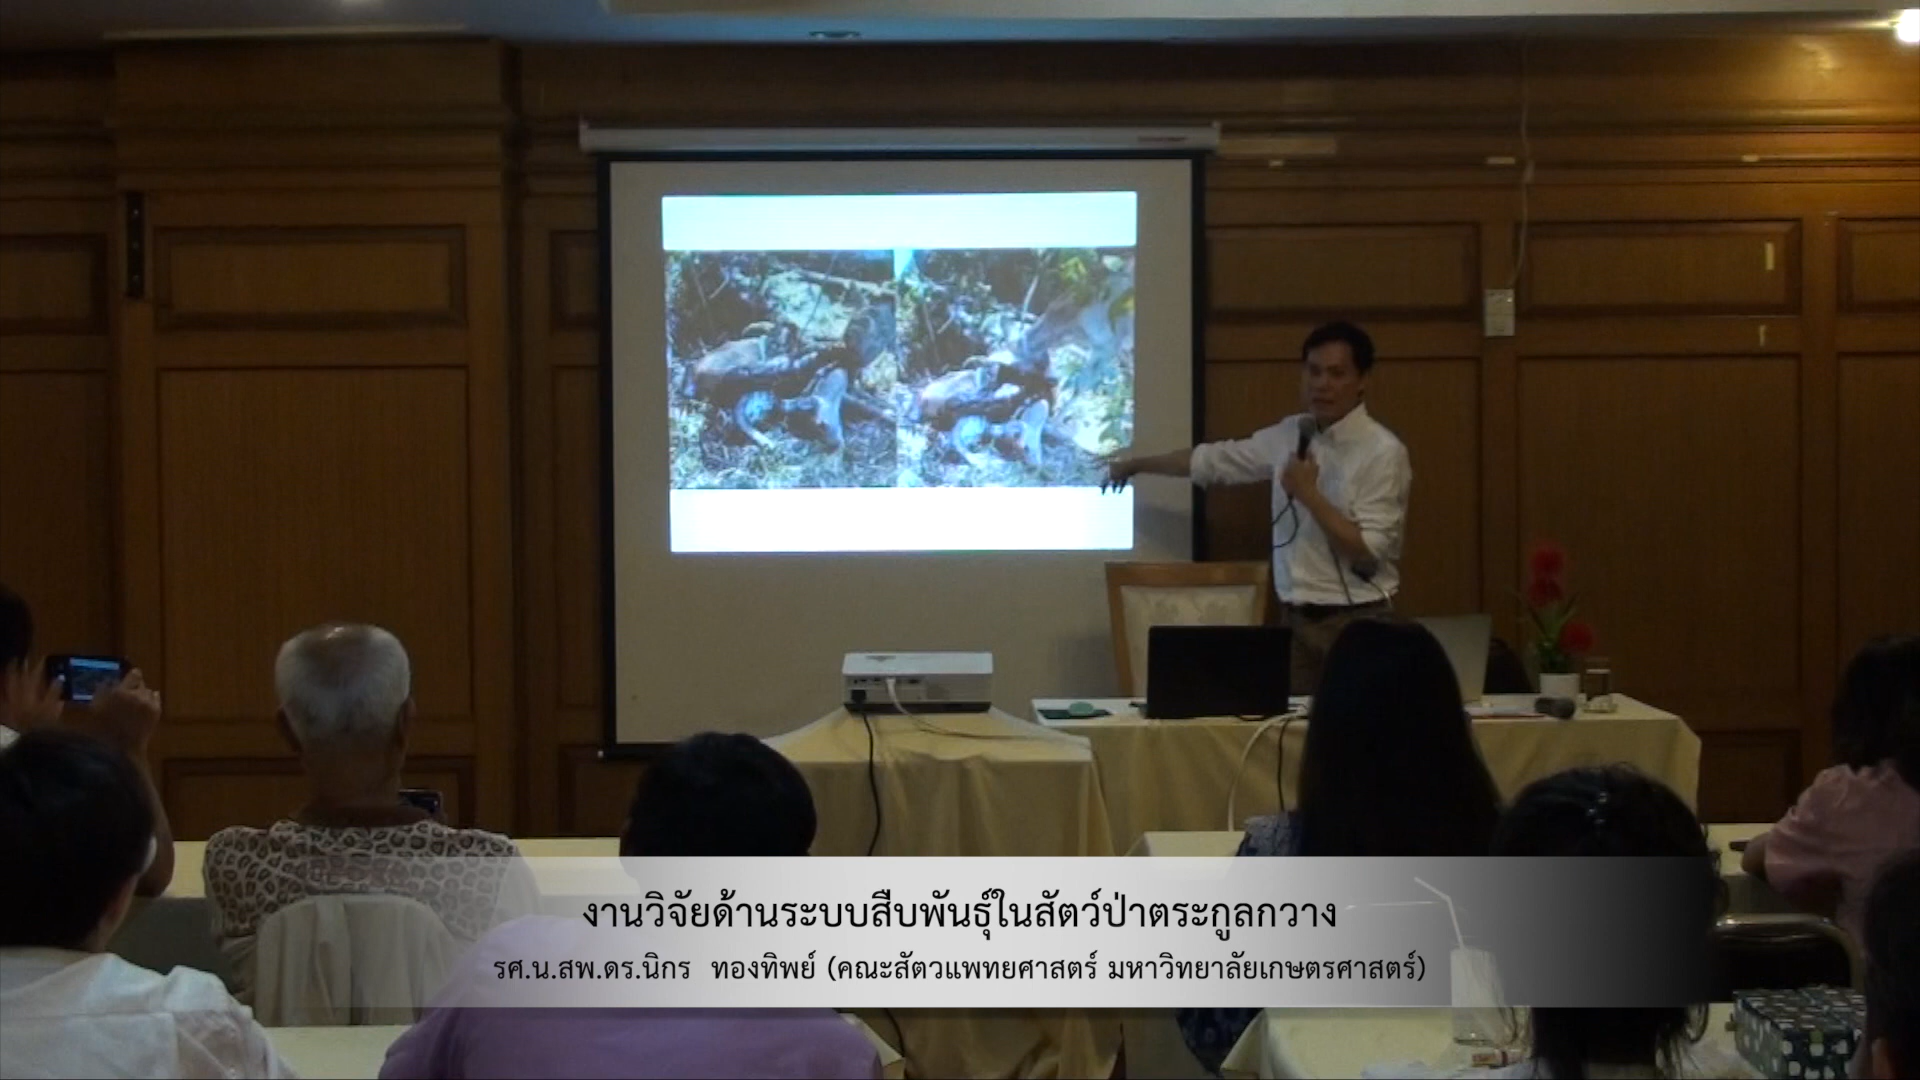 งานวิจัยด้านระบบสืบพันธุ์ในสัตว์ป่าตระกูลกวาง
รศ.น.สพ.ดร.นิกร ทองทิพย์ (คณะสัตวแพทยศาสตร์ มหาวิทยาลัยเกษตรศาสตร์)